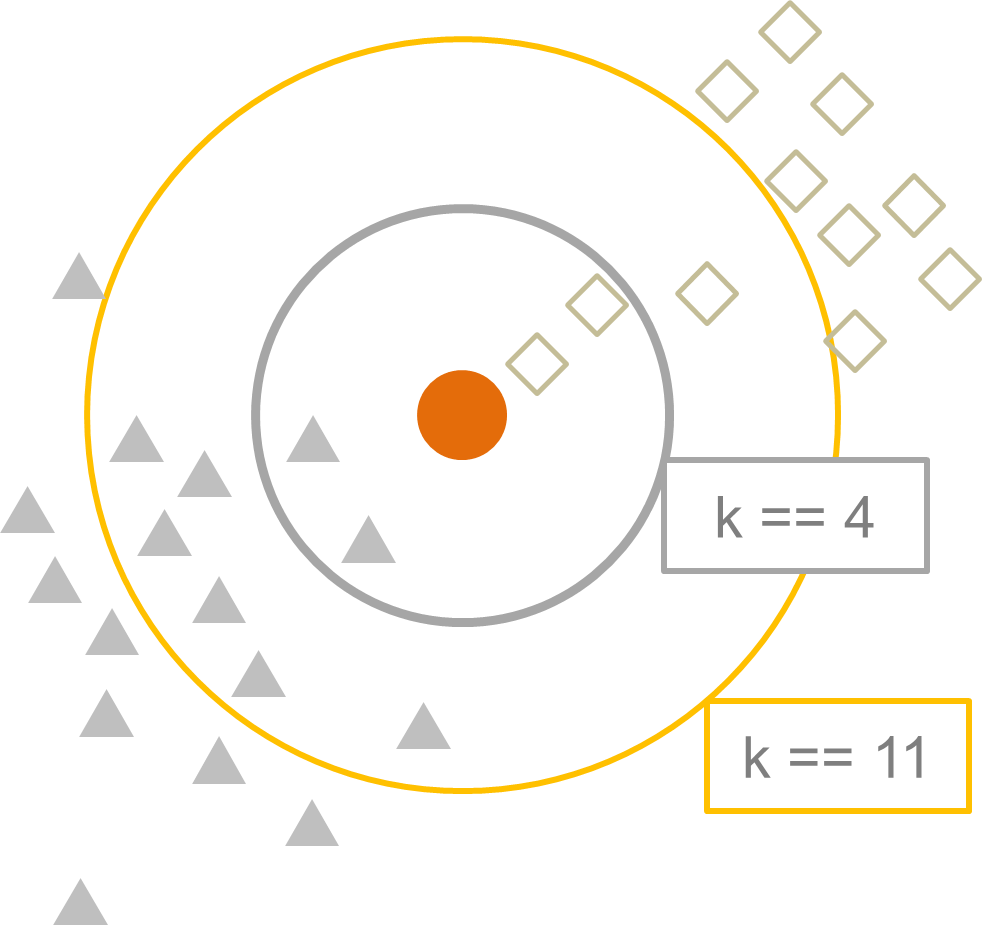 k == 4
k == 11